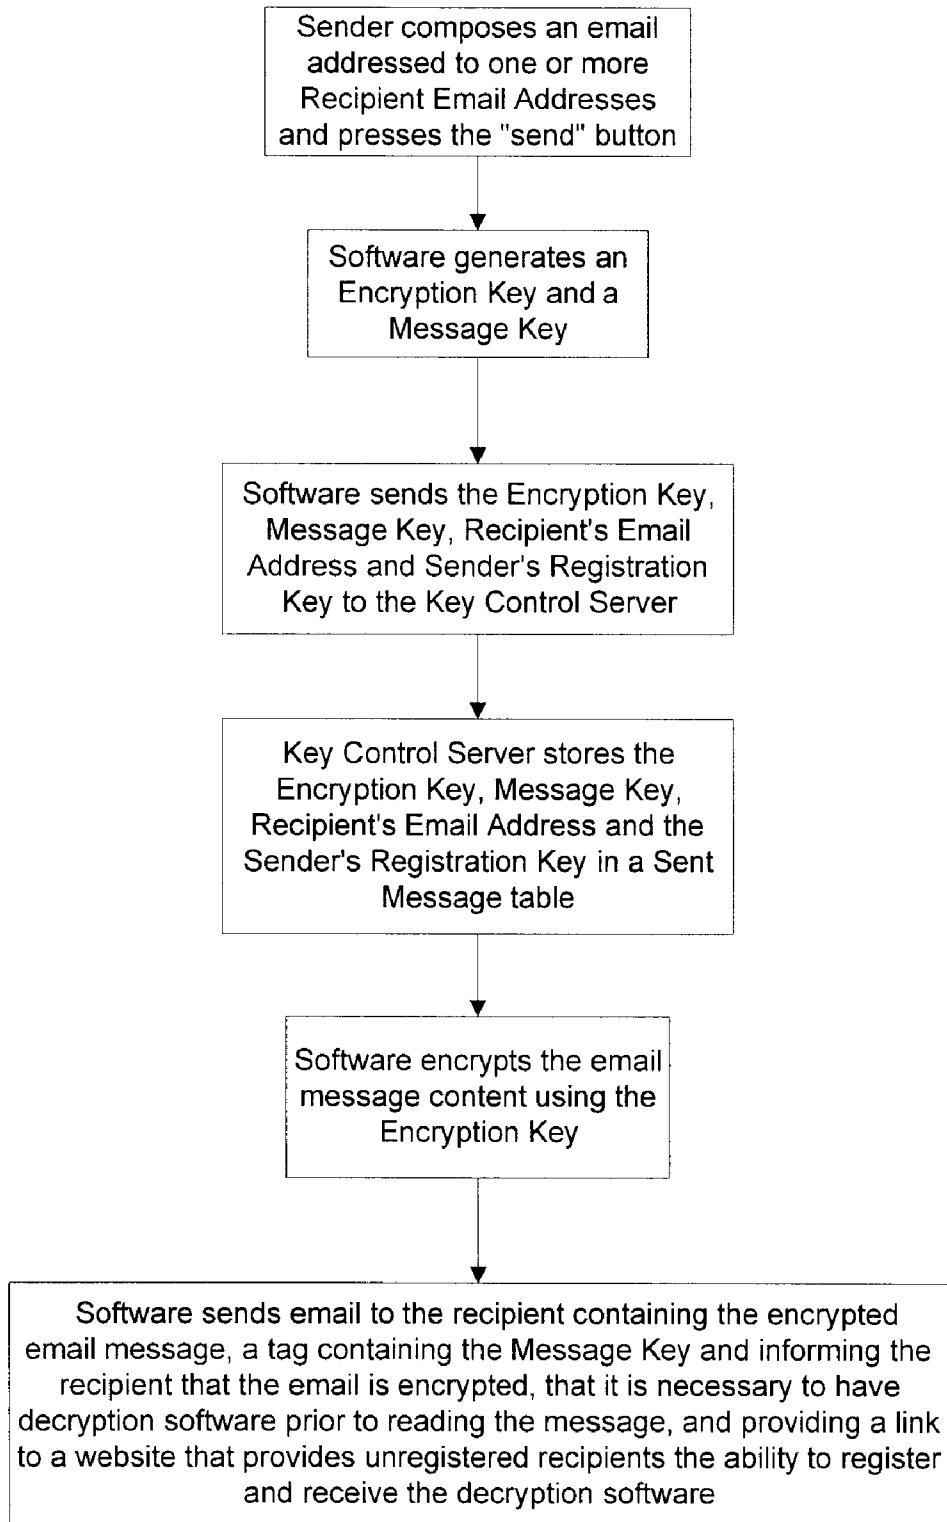 Sender composes an email
addressed to one or more
Recipient Email Addresses
and presses the "send" button
Software generates an
Encryption Key and a
Message Key
Software sends the Encryption Key,
Message Key, Recipient's Email
Address and Sender's Registration
Key to the Key Control Server
Key Control Server stores the
Encryption Key, Message Key,
Recipient's Email Address and the
Sender's Registration Key in a Sent
Message table
Software encrypts the email
message content using the
Encryption Key
Software sends email to the recipient containing the encrypted
email message, a tag containing the Message Key and informing the
recipient that the email is encrypted, that it is necessary to have
decryption software prior to reading the message, and providing a link
to a website that provides unregistered recipients the ability to register
and receive the decryption software